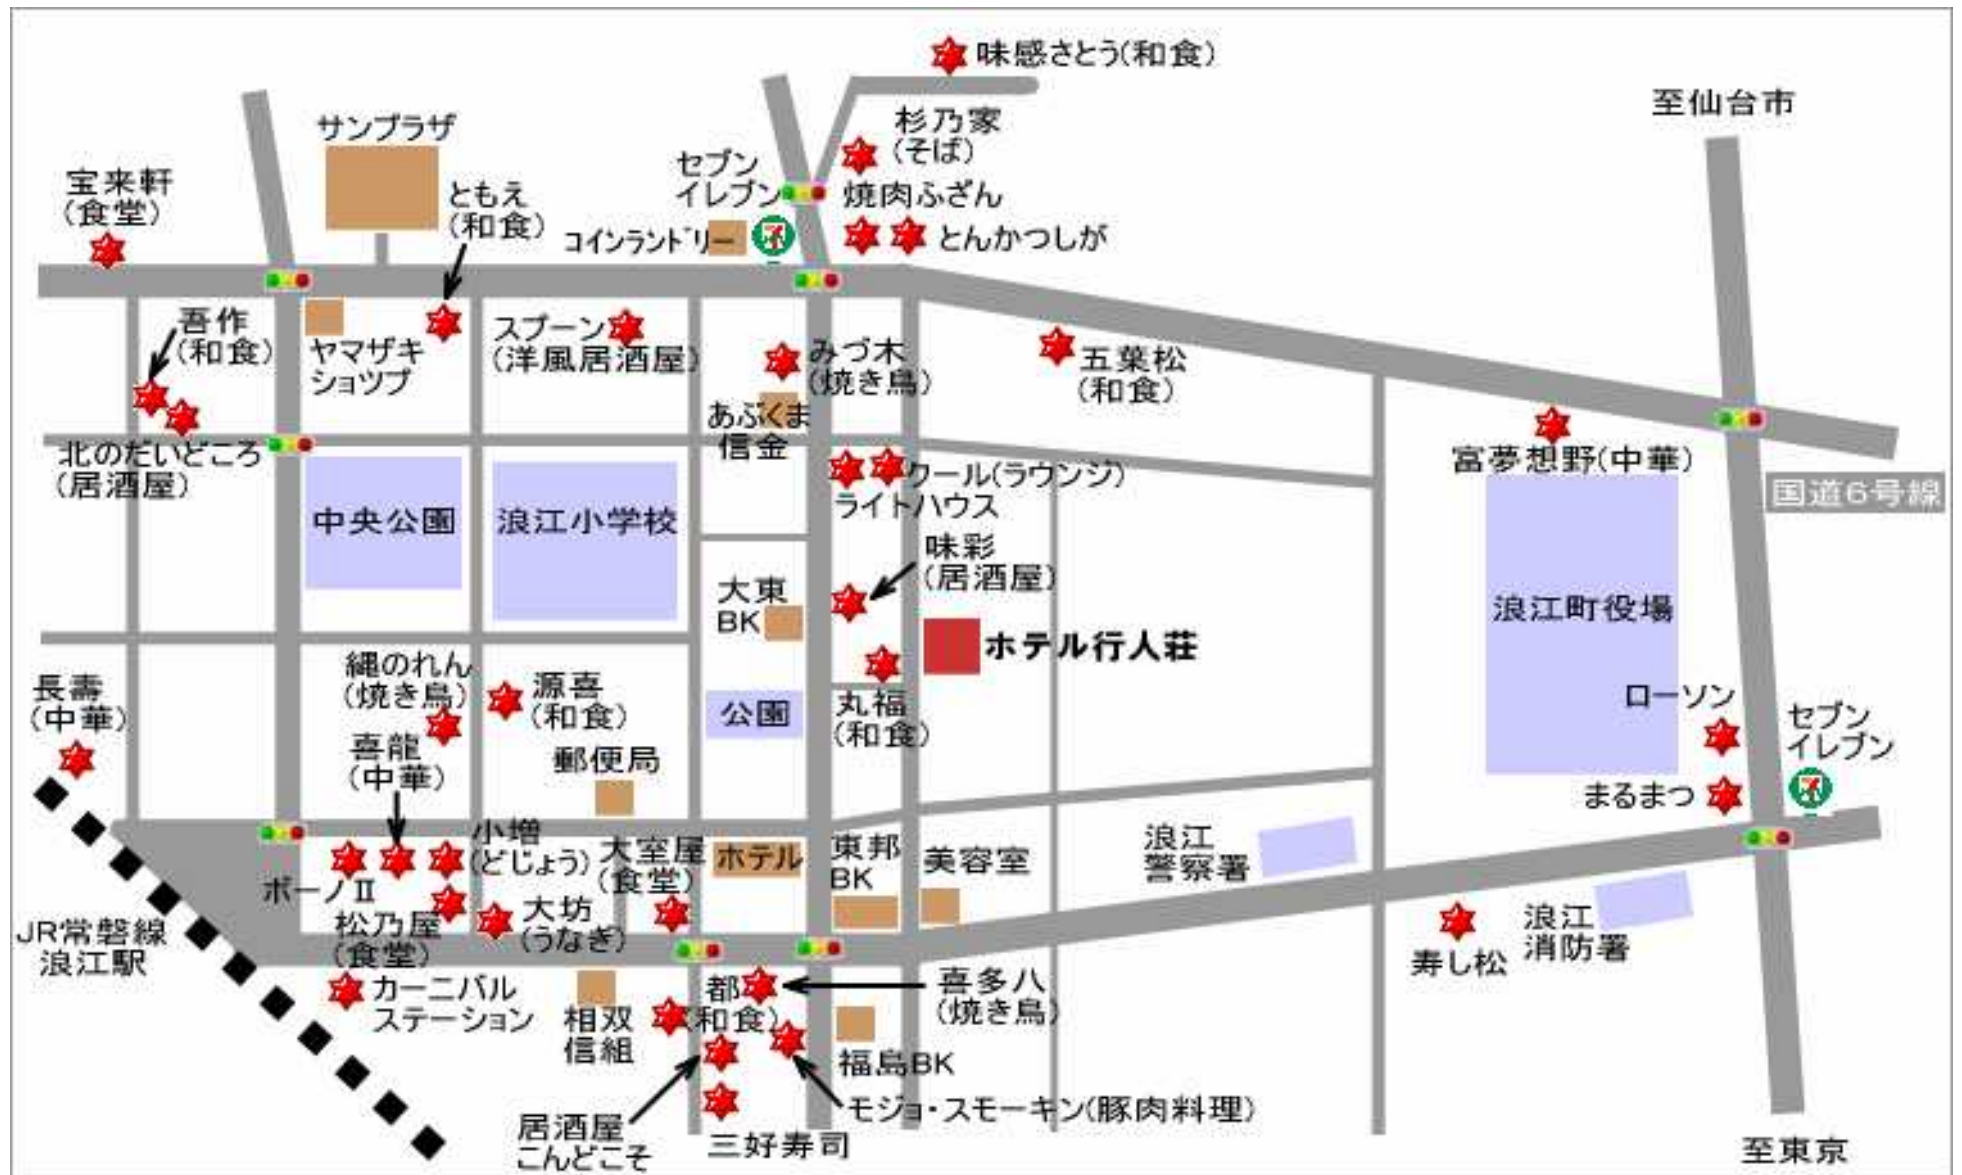 味感さとう(和食)
至仙台市
サンプラザ
杉乃家
(そば)
セブン
イレブン
宝来軒
(食堂)
ともえ
(和食)
焼肉ふざん
コインランドリー
とんかつしが
吾作
(和食)
ヤマザキ
ショップ
スプーン
(洋風居酒屋)
みづ木
(焼き鳥)
五葉松
(和食)
あぶくま
信金
北のだいどころ
(居酒屋)
クール(ラウンジ)
ライトハウス
富夢想野(中華)
国道6号線
中央公園
浪江小学校
味彩
(居酒屋)
大東
BK
浪江町役場
ホテル行人荘
縄のれん
(焼き鳥)
源喜
(和食)
長壽
(中華)
公園
丸福
(和食)
ローソン
セブン
イレブン
喜龍
(中華)
郵便局
まるまつ
小増
(どじょう)
大室屋
(食堂)
ホテル
東邦
BK
美容室
浪江
警察署
ボーノⅡ
松乃屋
(食堂)
大坊
(うなぎ)
JR常磐線
浪江駅
寿し松
浪江
消防署
カーニバル
ステーション
相双
信組
都
(和食)
喜多八
(焼き鳥)
福島BK
モジョ・スモーキン(豚肉料理)
居酒屋
こんどこそ
三好寿司
至東京